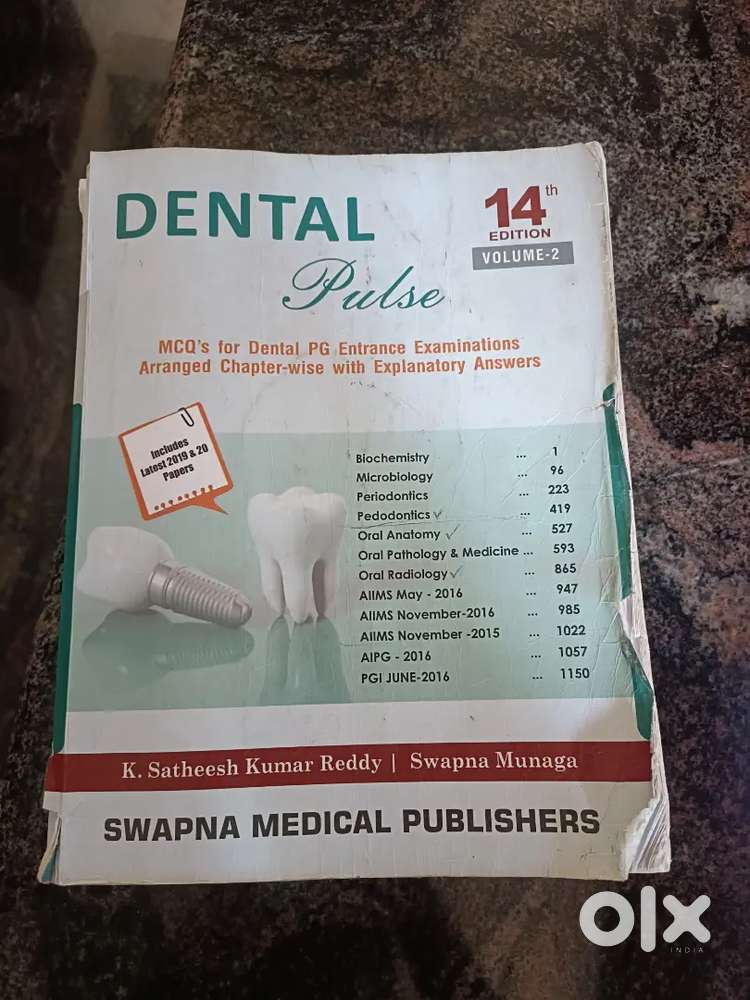 DENTAL
Pulse
14th
EDITION
VOLUME-2
MCQ's for Dental PG Entrance Examinations
Arranged Chapter-wise with Explanatory Answers
Includes
Latest 2019 & 20
Papers
Biochemistry ... 1
Microbiology ... 96
Periodontics ... 223
Pedodontics ... 419
Oral Anatomy ... 527
Oral Pathology & Medicine ... 593
Oral Radiology ... 865
AIIMS May - 2016 ... 947
AIIMS November-2016 ... 985
AIIMS November -2015 ... 1022
AIPG - 2016 ... 1057
PGI JUNE-2016 ... 1150
K. Satheesh Kumar Reddy | Swapna Munaga
SWAPNA MEDICAL PUBLISHERS
olx
INDIA